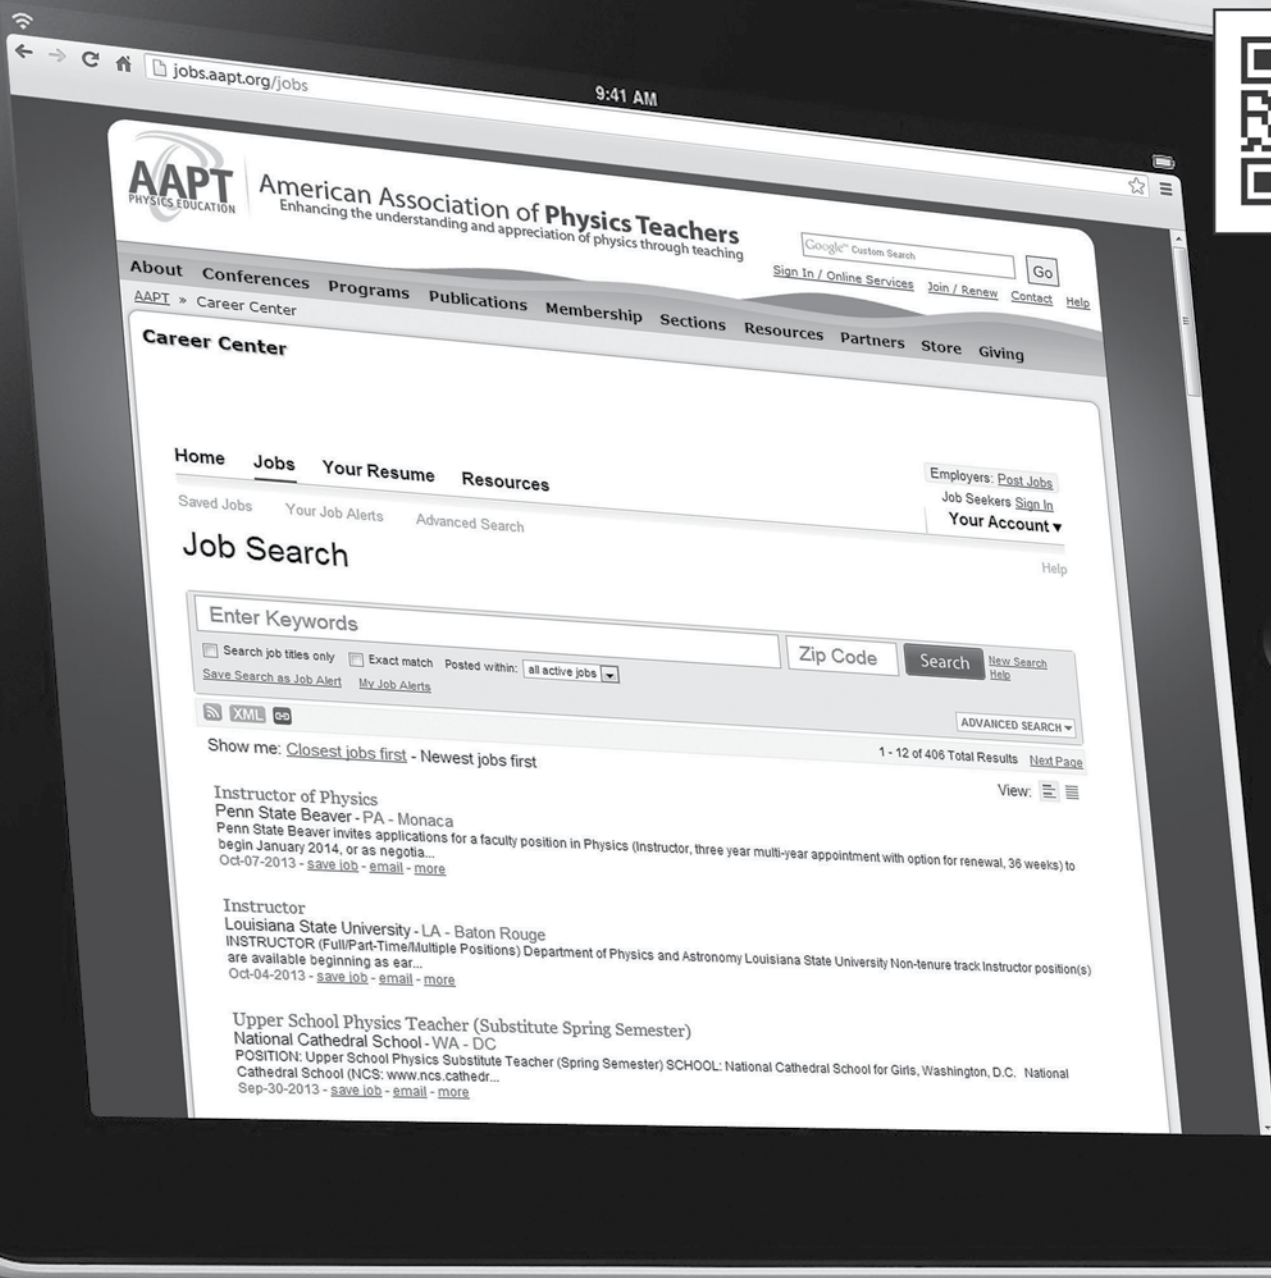 jobs.aapt.org/jobs
9:41 AM
AAPT
PHYSICS EDUCATION
American Association of Physics Teachers
Enhancing the understanding and appreciation of physics through teaching
Google™ Custom Search
Go
Sign In / Online Services Join / Renew Contact Help
About Conferences Programs Publications Membership Sections Resources Partners Store Giving
AAPT » Career Center
Career Center
Home Jobs Your Resume Resources
Employers: Post Jobs
Job Seekers Sign In
Your Account ▾
Saved Jobs Your Job Alerts Advanced Search
Help
Job Search
Enter Keywords
Zip Code
Search
New Search
Help
Search job titles only Exact match Posted within: all active jobs
Save Search as Job Alert My Job Alerts
ADVANCED SEARCH
XML
1 - 12 of 406 Total Results Next Page
Show me: Closest jobs first - Newest jobs first
View:
Instructor of Physics
Penn State Beaver - PA - Monaca
Penn State Beaver invites applications for a faculty position in Physics (Instructor, three year multi-year appointment with option for renewal, 36 weeks) to
begin January 2014, or as negotia...
Oct-07-2013 - save job - email - more
Instructor
Louisiana State University - LA - Baton Rouge
INSTRUCTOR (Full/Part-Time/Multiple Positions) Department of Physics and Astronomy Louisiana State University Non-tenure track Instructor position(s)
are available beginning as ear...
Oct-04-2013 - save job - email - more
Upper School Physics Teacher (Substitute Spring Semester)
National Cathedral School - WA - DC
POSITION: Upper School Physics Substitute Teacher (Spring Semester) SCHOOL: National Cathedral School for Girls, Washington, D.C. National
Cathedral School (NCS: www.ncs.cathedr...
Sep-30-2013 - save job - email - more